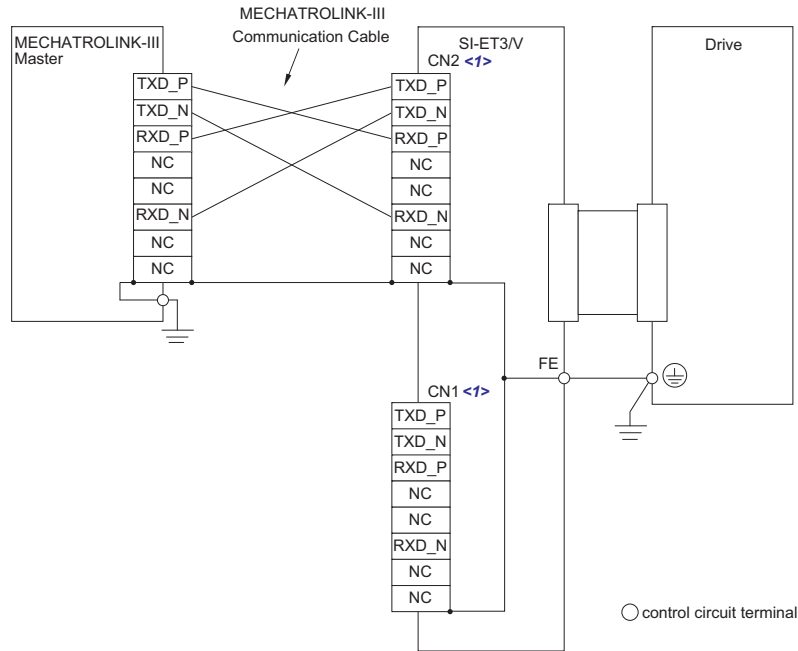 MECHATROLINK-III
Communication Cable
MECHATROLINK-III
Master
SI-ET3/V
CN2 <1>
Drive
TXD_P
TXD_N
RXD_P
NC
NC
RXD_N
NC
NC
TXD_P
TXD_N
RXD_P
NC
NC
RXD_N
NC
NC
FE
CN1 <1>
TXD_P
TXD_N
RXD_P
NC
NC
RXD_N
NC
NC
control circuit terminal